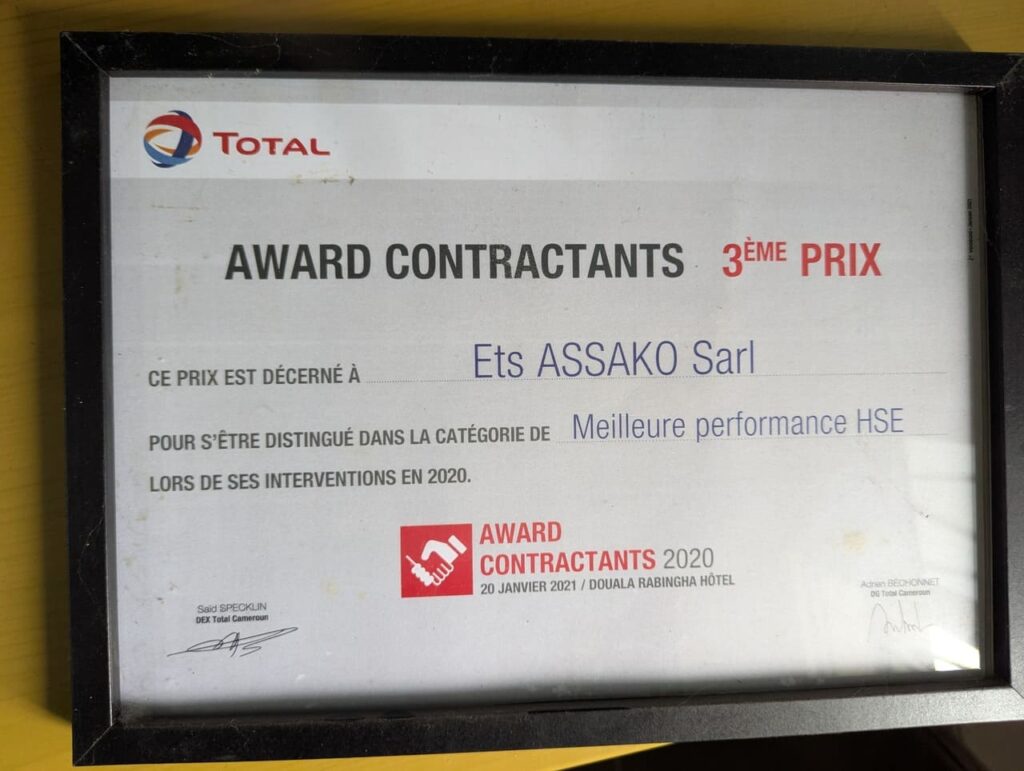 TOTAL
AWARD CONTRACTANTS 3ÈME PRIX
CE PRIX EST DÉCERNÉ À Ets ASSAKO Sarl
POUR S'ÊTRE DISTINGUÉ DANS LA CATÉGORIE DE Meilleure performance HSE
LORS DE SES INTERVENTIONS EN 2020.
AWARD
CONTRACTANTS 2020
20 JANVIER 2021 / DOUALA RABINGHA HÔTEL
Said SPECKLIN
DEX Total Cameroun
Adrien BÉCHONNET
DG Total Cameroun